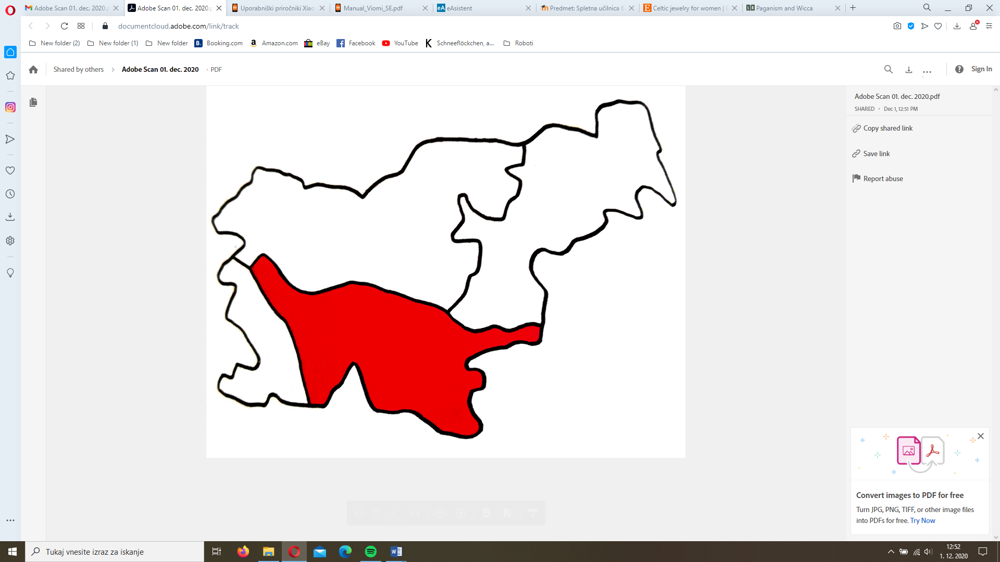 Adobe Scan 01. dec. 2020.p
Adobe Scan 01. dec. 2020.p
Uporabniški priročniki Xiao
Manual_Viomi_SE.pdf
eAsistent
Predmet: Spletna učilnica 6
Celtic jewelry for women | E
Paganism and Wicca
documentcloud.adobe.com/link/track
New folder (2)
New folder (1)
New folder
Booking.com
Amazon.com
eBay
Facebook
YouTube
Schneeflöckchen, a...
Roboti
Shared by others
Adobe Scan 01. dec. 2020
· PDF
Sign In
Adobe Scan 01. dec. 2020.pdf
SHARED · Dec 1, 12:51 PM
Copy shared link
Save link
Report abuse
Convert images to PDF for free
Turn JPG, PNG, TIFF, or other image files
into PDFs for free. Try Now
1 / 1
Tukaj vnesite izraz za iskanje
12:52
1. 12. 2020